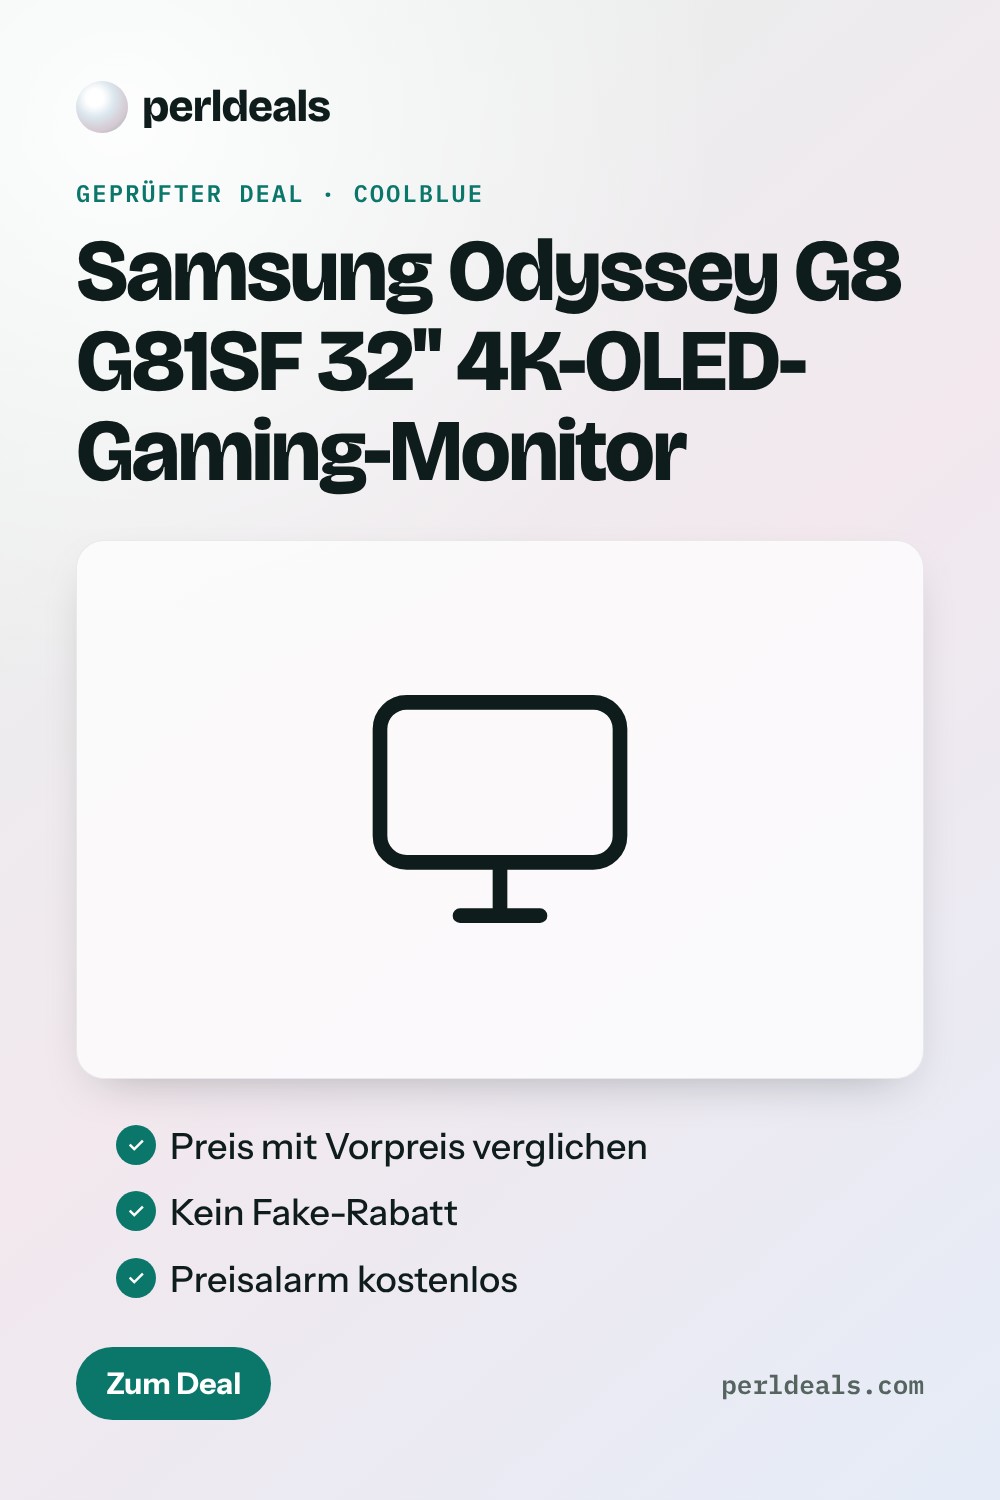 perldeals
GEPRÜFTER DEAL · COOLBLUE
Samsung Odyssey G8
G81SF 32" 4K-OLED-
Gaming-Monitor
Preis mit Vorpreis verglichen
Kein Fake-Rabatt
Preisalarm kostenlos
Zum Deal
perldeals.com